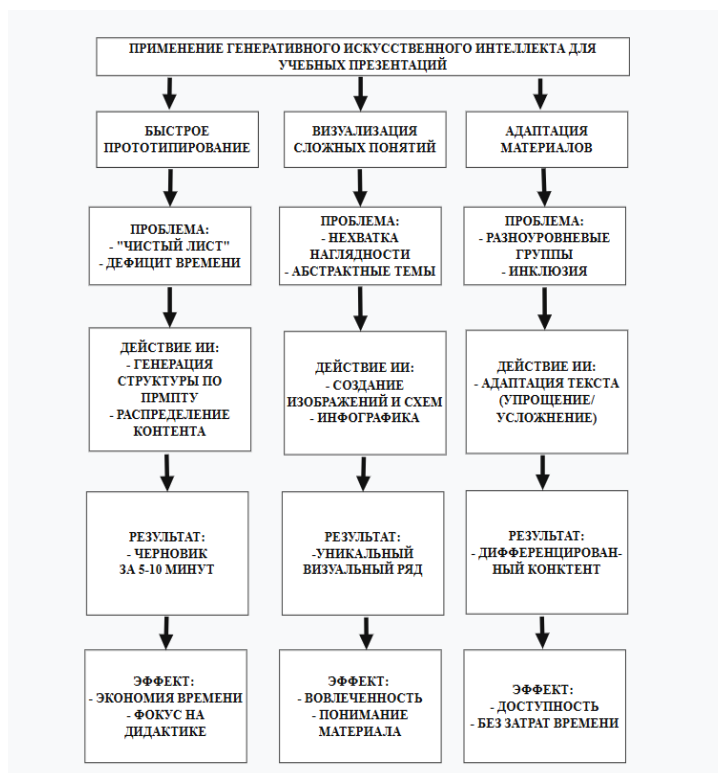 ПРИМЕНЕНИЕ ГЕНЕРАТИВНОГО ИСКУССТВЕННОГО ИНТЕЛЛЕКТА ДЛЯ
УЧЕБНЫХ ПРЕЗЕНТАЦИЙ
БЫСТРОЕ
ПРОТОТИПИРОВАНИЕ
ВИЗУАЛИЗАЦИЯ
СЛОЖНЫХ ПОНЯТИЙ
АДАПТАЦИЯ
МАТЕРИАЛОВ
ПРОБЛЕМА:
- "ЧИСТЫЙ ЛИСТ"
- ДЕФИЦИТ ВРЕМЕНИ
ПРОБЛЕМА:
- НЕХВАТКА
НАГЛЯДНОСТИ
- АБСТРАКТНЫЕ ТЕМЫ
ПРОБЛЕМА:
- РАЗНОУРОВНЕВЫЕ
ГРУППЫ
- ИНКЛЮЗИЯ
ДЕЙСТВИЕ ИИ:
- ГЕНЕРАЦИЯ
СТРУКТУРЫ ПО
ПРМПТУ
- РАСПРЕДЕЛЕНИЕ
КОНТЕНТА
ДЕЙСТВИЕ ИИ:
- СОЗДАНИЕ
ИЗОБРАЖЕНИЙ И СХЕМ
- ИНФОГРАФИКА
ДЕЙСТВИЕ ИИ:
- АДАПТАЦИЯ ТЕКСТА
(УПРОЩЕНИЕ/
УСЛОЖНЕНИЕ)
РЕЗУЛЬТАТ:
- ЧЕРНОВИК
ЗА 5-10 МИНУТ
РЕЗУЛЬТАТ:
-УНИКАЛЬНЫЙ
ВИЗУАЛЬНЫЙ РЯД
РЕЗУЛЬТАТ:
- ДИФФЕРЕНЦИРОВАН-
НЫЙ КОНКТЕНТ
ЭФФЕКТ:
- ЭКОНОМИЯ ВРЕМЕНИ
- ФОКУС НА
ДИДАКТИКЕ
ЭФФЕКТ:
- ВОВЛЕЧЕННОСТЬ
- ПОНИМАНИЕ
МАТЕРИАЛА
ЭФФЕКТ:
- ДОСТУПНОСТЬ
- БЕЗ ЗАТРАТ ВРЕМЕНИ